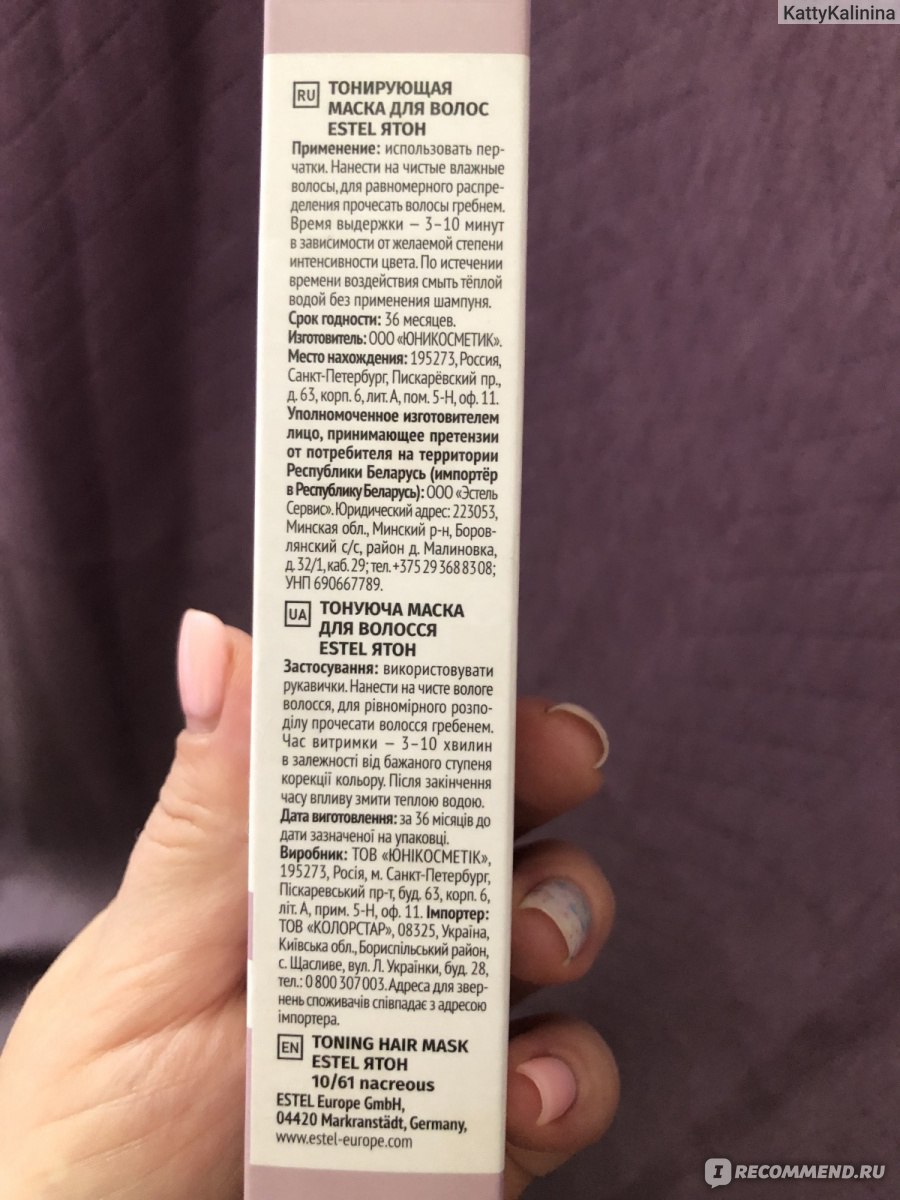 KattyKalinina
RU
ТОНИРУЮЩАЯ
МАСКА ДЛЯ ВОЛОС
ESTEL ЯТОН
Применение: использовать пер-
чатки. Нанести на чистые влажные
волосы, для равномерного распре-
деления прочесать волосы гребнем.
Время выдержки — 3–10 минут
в зависимости от желаемой степени
интенсивности цвета. По истечении
времени воздействия смыть тёплой
водой без применения шампуня.
Срок годности: 36 месяцев.
Изготовитель: ООО «ЮНИКОСМЕТИК».
Место нахождения: 195273, Россия,
Санкт-Петербург, Пискарёвский пр.,
д. 63, корп. 6, лит. А, пом. 5-Н, оф. 11.
Уполномоченное изготовителем
лицо, принимающее претензии
от потребителя на территории
Республики Беларусь (импортёр
в Республику Беларусь): ООО «Эстель
Сервис». Юридический адрес: 223053,
Минская обл., Минский р-н, Боров-
лянский с/с, район д. Малиновка,
д. 32/1, каб. 29; тел. +375 29 368 83 08;
УНП 690667789.
UA
ТОНУЮЧА МАСКА
ДЛЯ ВОЛОССЯ
ESTEL ЯТОН
Застосування: використовувати
рукавички. Нанести на чисте вологе
волосся, для рівномірного розпо-
ділу прочесати волосся гребенем.
Час витримки — 3–10 хвилин
в залежності від бажаного ступеня
корекції кольору. Після закінчення
часу впливу змити теплою водою.
Дата виготовлення: за 36 місяців до
дати зазначеної на упаковці.
Виробник: ТОВ «ЮНІКОСМЕТІК»,
195273, Росія, м. Санкт-Петербург,
Піскаревський пр-т, буд. 63, корп. 6,
літ. А, прим. 5-Н, оф. 11. Імпортер:
ТОВ «КОЛОРСТАР», 08325, Україна,
Київська обл., Бориспільський район,
с. Щасливе, вул. Л. Українки, буд. 28,
тел.: 0 800 307 003. Адреса для звер-
нень споживачів співпадає з адресою
імпортера.
EN
TONING HAIR MASK
ESTEL ЯТОН
10/61 nacreous
ESTEL Europe GmbH,
04420 Markranstädt, Germany,
www.estel-europe.com
IRECOMMEND.RU